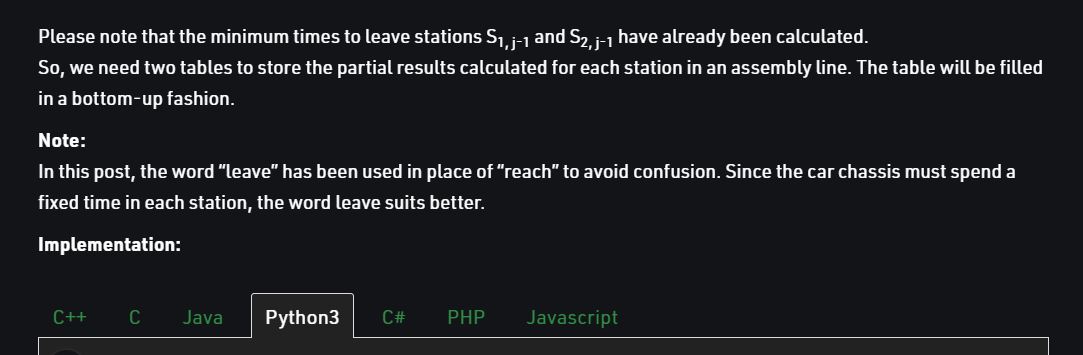 Please note that the minimum times to leave stations S1, j-1 and S2, j-1 have already been calculated.
So, we need two tables to store the partial results calculated for each station in an assembly line. The table will be filled
in a bottom-up fashion.
Note:
In this post, the word “leave” has been used in place of “reach” to avoid confusion. Since the car chassis must spend a
fixed time in each station, the word leave suits better.
Implementation:
C++ C Java Python3 C# PHP Javascript